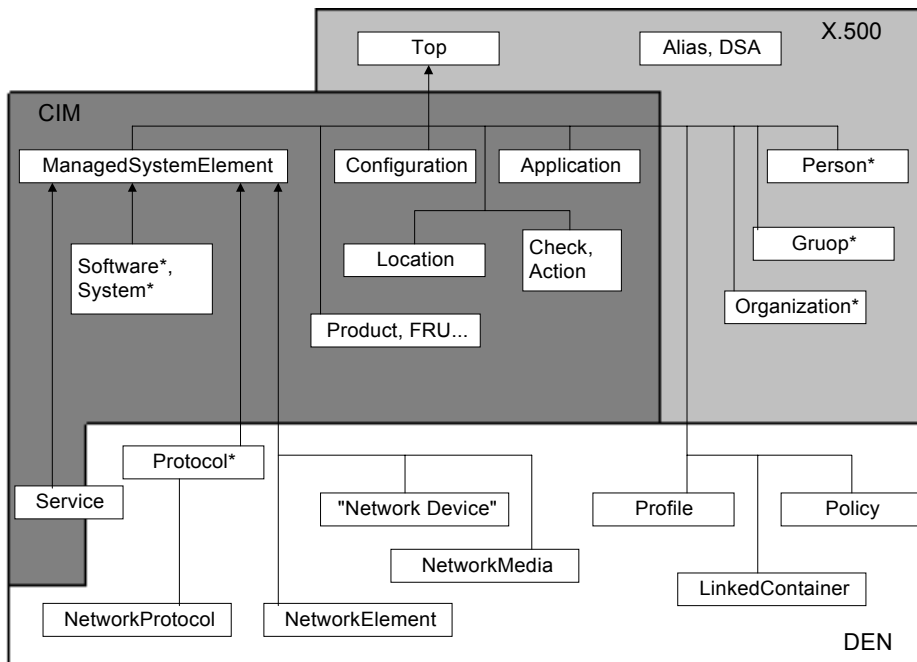 X.500
Top
Alias, DSA
CIM
ManagedSystemElement
Configuration
Application
Person*
Software*,
System*
Location
Check,
Action
Gruop*
Organization*
Product, FRU...
Protocol*
Service
"Network Device"
Profile
Policy
NetworkMedia
LinkedContainer
NetworkProtocol
NetworkElement
DEN